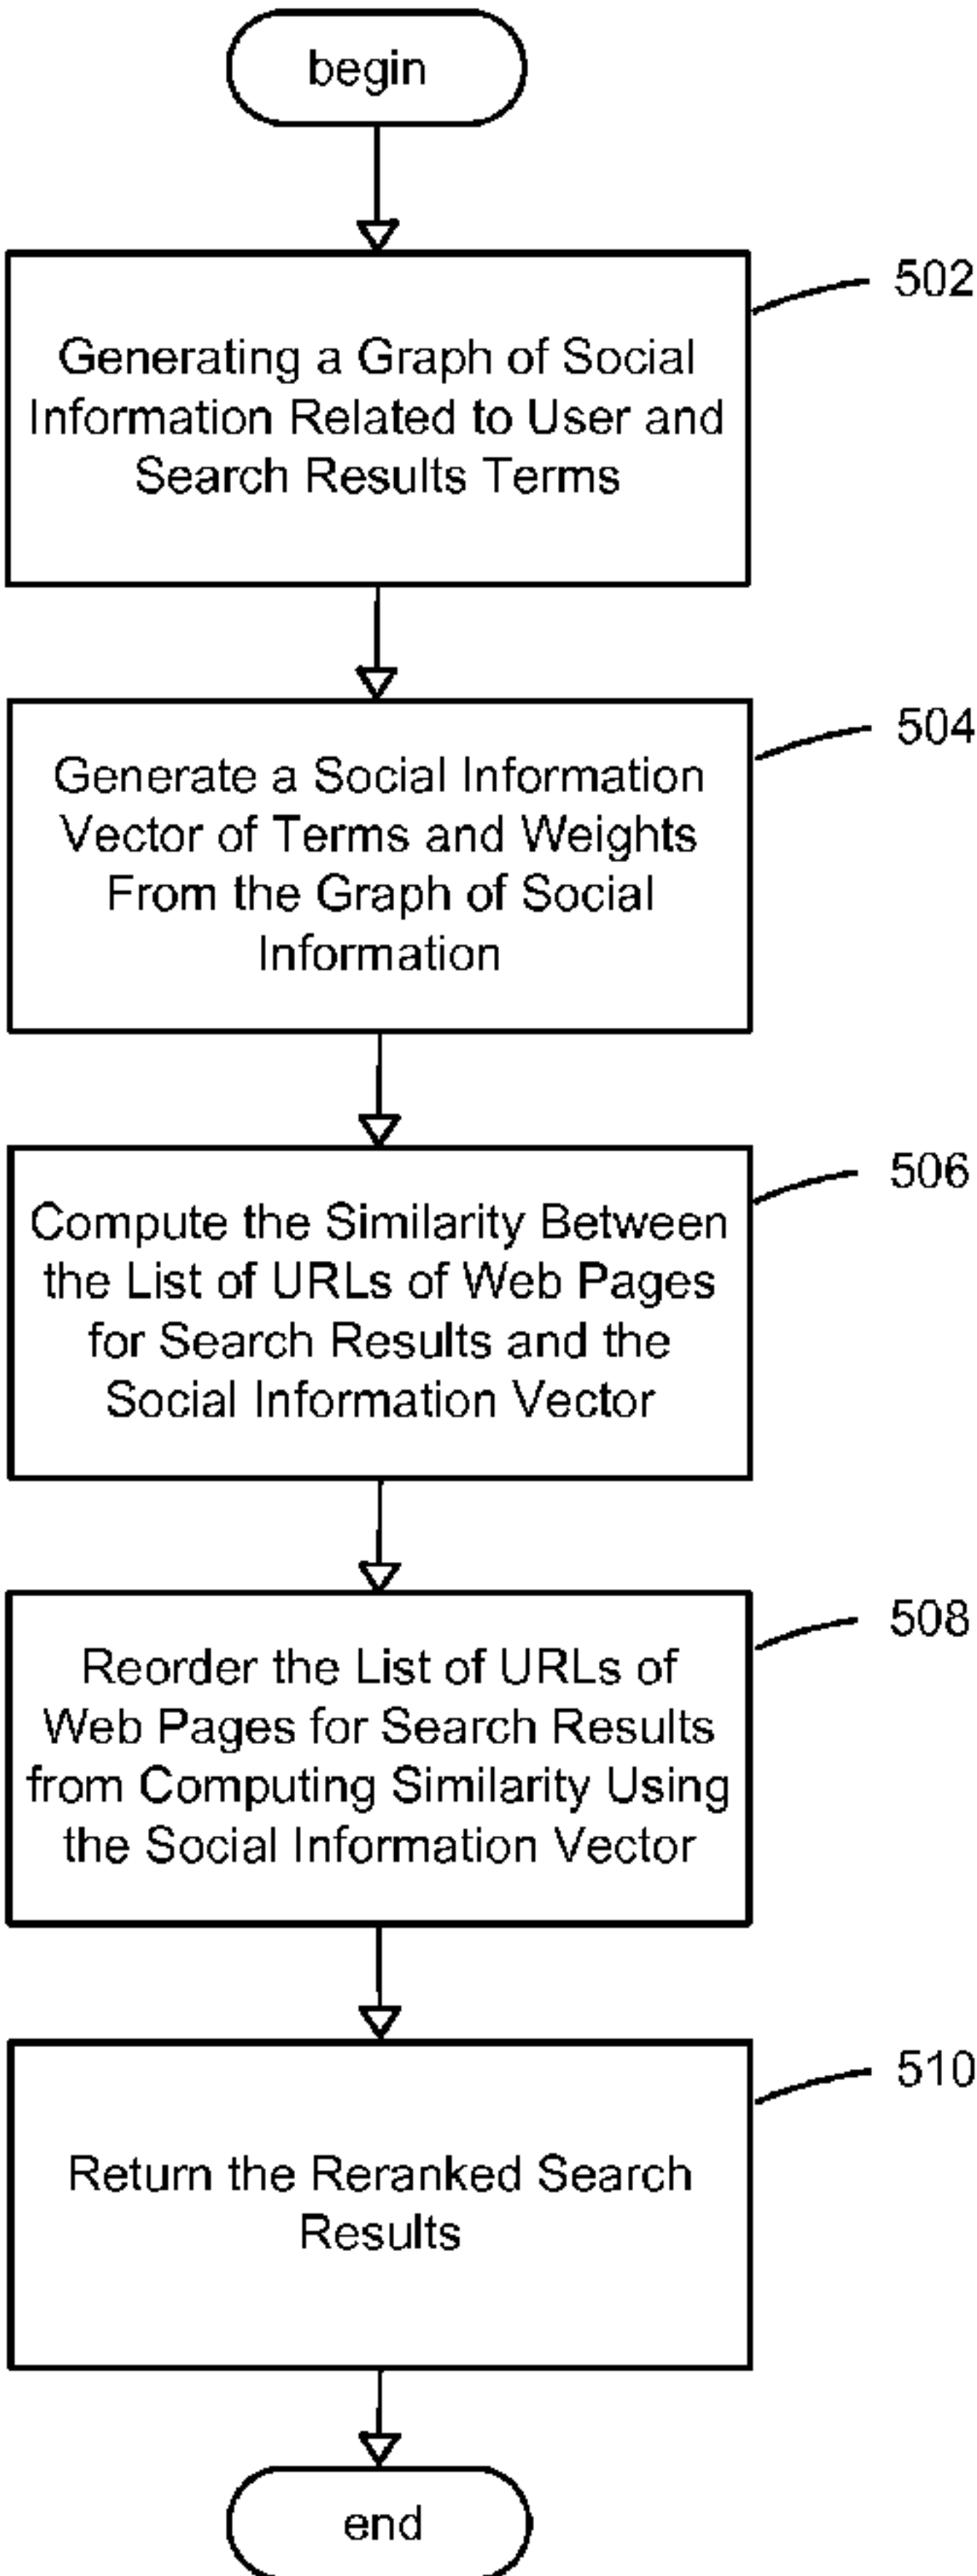 begin
502
Generating a Graph of Social
Information Related to User and
Search Results Terms
504
Generate a Social Information
Vector of Terms and Weights
From the Graph of Social
Information
506
Compute the Similarity Between
the List of URLs of Web Pages
for Search Results and the
Social Information Vector
508
Reorder the List of URLs of
Web Pages for Search Results
from Computing Similarity Using
the Social Information Vector
510
Return the Reranked Search
Results
end